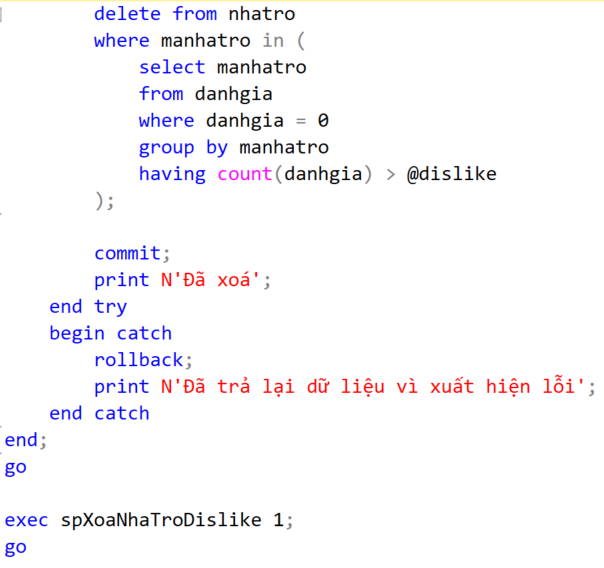 delete from nhatro
where manhatro in (
select manhatro
from danhgia
where danhgia = 0
group by manhatro
having count(danhgia) > @dislike
);
commit;
print N'Đã xoá';
end try
begin catch
rollback;
print N'Đã trả lại dữ liệu vì xuất hiện lỗi';
end catch
end;
go
exec spXoaNhaTroDislike 1;
go